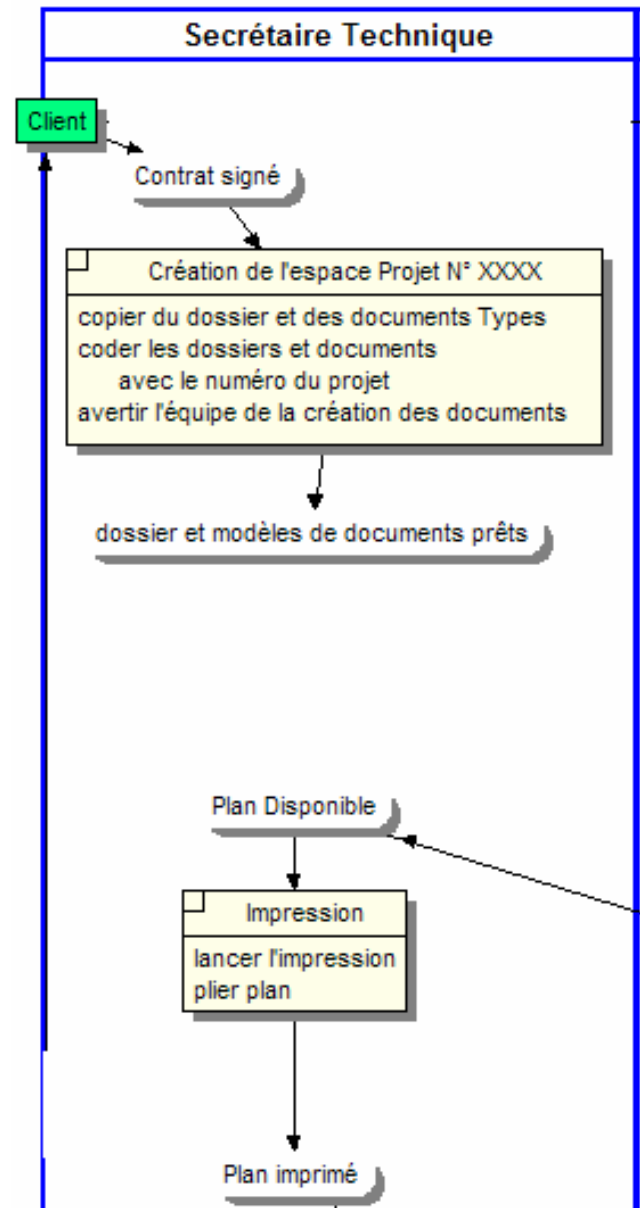 Secrétaire Technique
Client
Contrat signé
Création de l'espace Projet N° XXXX
copier du dossier et des documents Types
coder les dossiers et documents
avec le numéro du projet
avertir l'équipe de la création des documents
dossier et modèles de documents prêts
Plan Disponible
Impression
lancer l'impression
plier plan
Plan imprimé